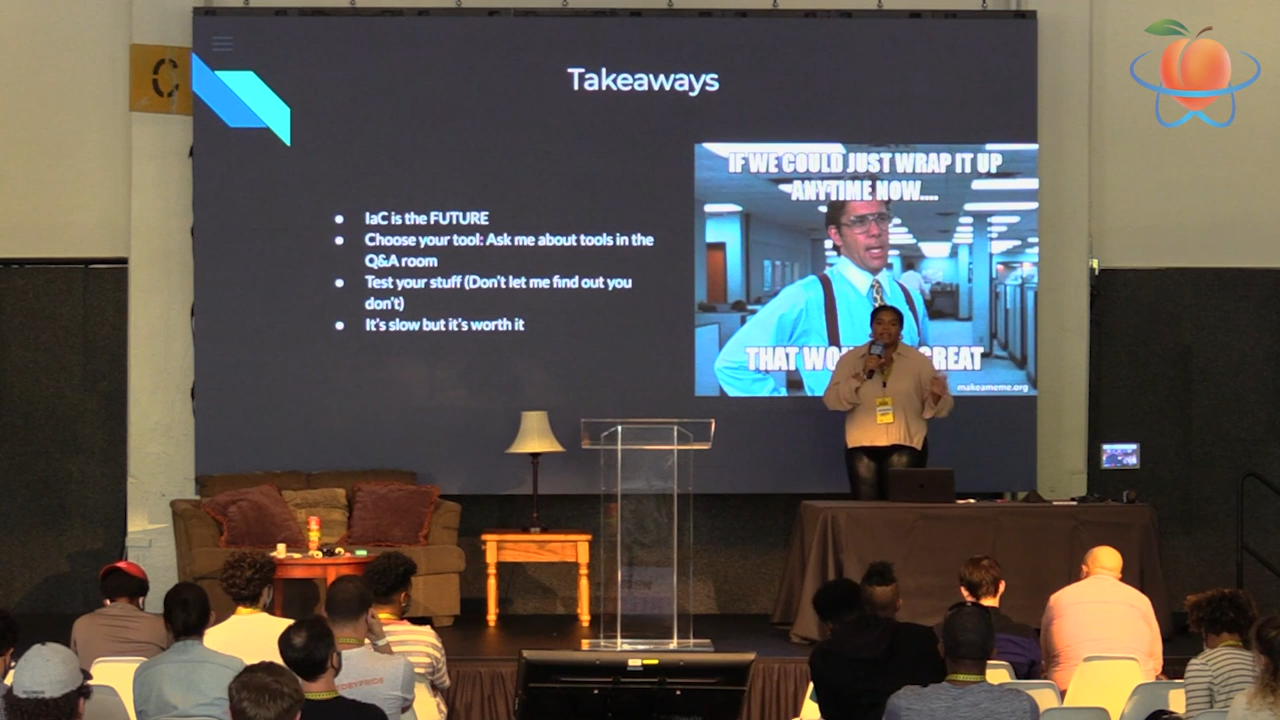 Takeaways
IF WE COULD JUST WRAP IT UP
ANYTIME NOW....
IaC is the FUTURE
Choose your tool: Ask me about tools in the
Q&A room
Test your stuff (Don't let me find out you
don't)
It's slow but it's worth it
THAT WO GREAT
makeameme.org